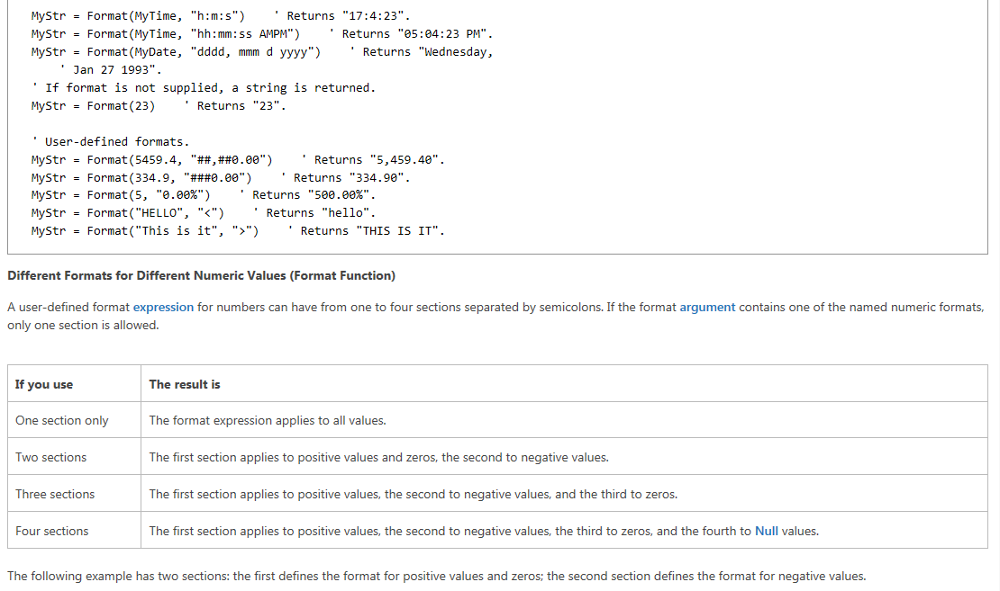 MyStr = Format(MyTime, "h:m:s")    ' Returns "17:4:23".
MyStr = Format(MyTime, "hh:mm:ss AMPM")    ' Returns "05:04:23 PM".
MyStr = Format(MyDate, "dddd, mmm d yyyy")    ' Returns "Wednesday,
    ' Jan 27 1993".
' If format is not supplied, a string is returned.
MyStr = Format(23)    ' Returns "23".
' User-defined formats.
MyStr = Format(5459.4, "##,##0.00")    ' Returns "5,459.40".
MyStr = Format(334.9, "###0.00")    ' Returns "334.90".
MyStr = Format(5, "0.00%")    ' Returns "500.00%".
MyStr = Format("HELLO", "<")    ' Returns "hello".
MyStr = Format("This is it", ">")    ' Returns "THIS IS IT".
Different Formats for Different Numeric Values (Format Function)
A user-defined format expression for numbers can have from one to four sections separated by semicolons. If the format argument contains one of the named numeric formats,
only one section is allowed.
If you use The result is
One section only The format expression applies to all values.
Two sections The first section applies to positive values and zeros, the second to negative values.
Three sections The first section applies to positive values, the second to negative values, and the third to zeros.
Four sections The first section applies to positive values, the second to negative values, the third to zeros, and the fourth to Null values.
The following example has two sections: the first defines the format for positive values and zeros; the second section defines the format for negative values.